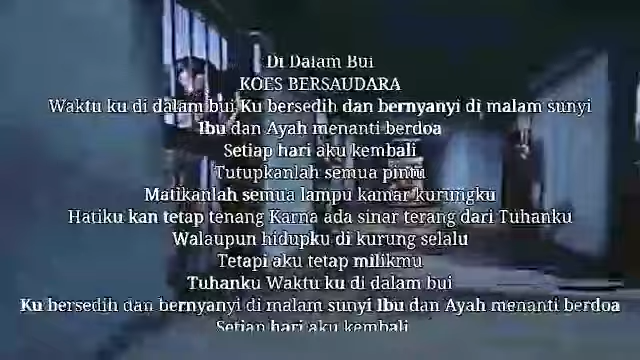 Di Dalam Bui
KOES BERSAUDARA
Waktu ku di dalam bui Ku bersedih dan bernyanyi di malam sunyi
Ibu dan Ayah menanti berdoa
Setiap hari aku kembali
Tutupkanlah semua pintu
Matikanlah semua lampu kamar kurungku
Hatiku kan tetap tenang Karna ada sinar terang dari Tuhanku
Walaupun hidupku di kurung selalu
Tetapi aku tetap milikmu
Tuhanku Waktu ku di dalam bui
Ku bersedih dan bernyanyi di malam sunyi Ibu dan Ayah menanti berdoa
Setiap hari aku kembali